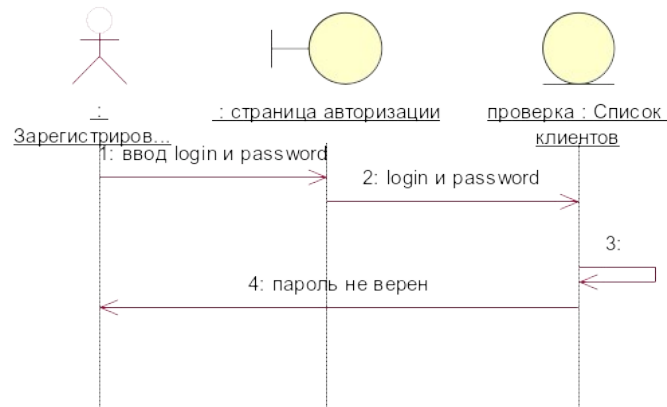 :
Зарегистриров...
: страница авторизации
проверка : Список
клиентов
1: ввод login и password
2: login и password
3:
4: пароль не верен